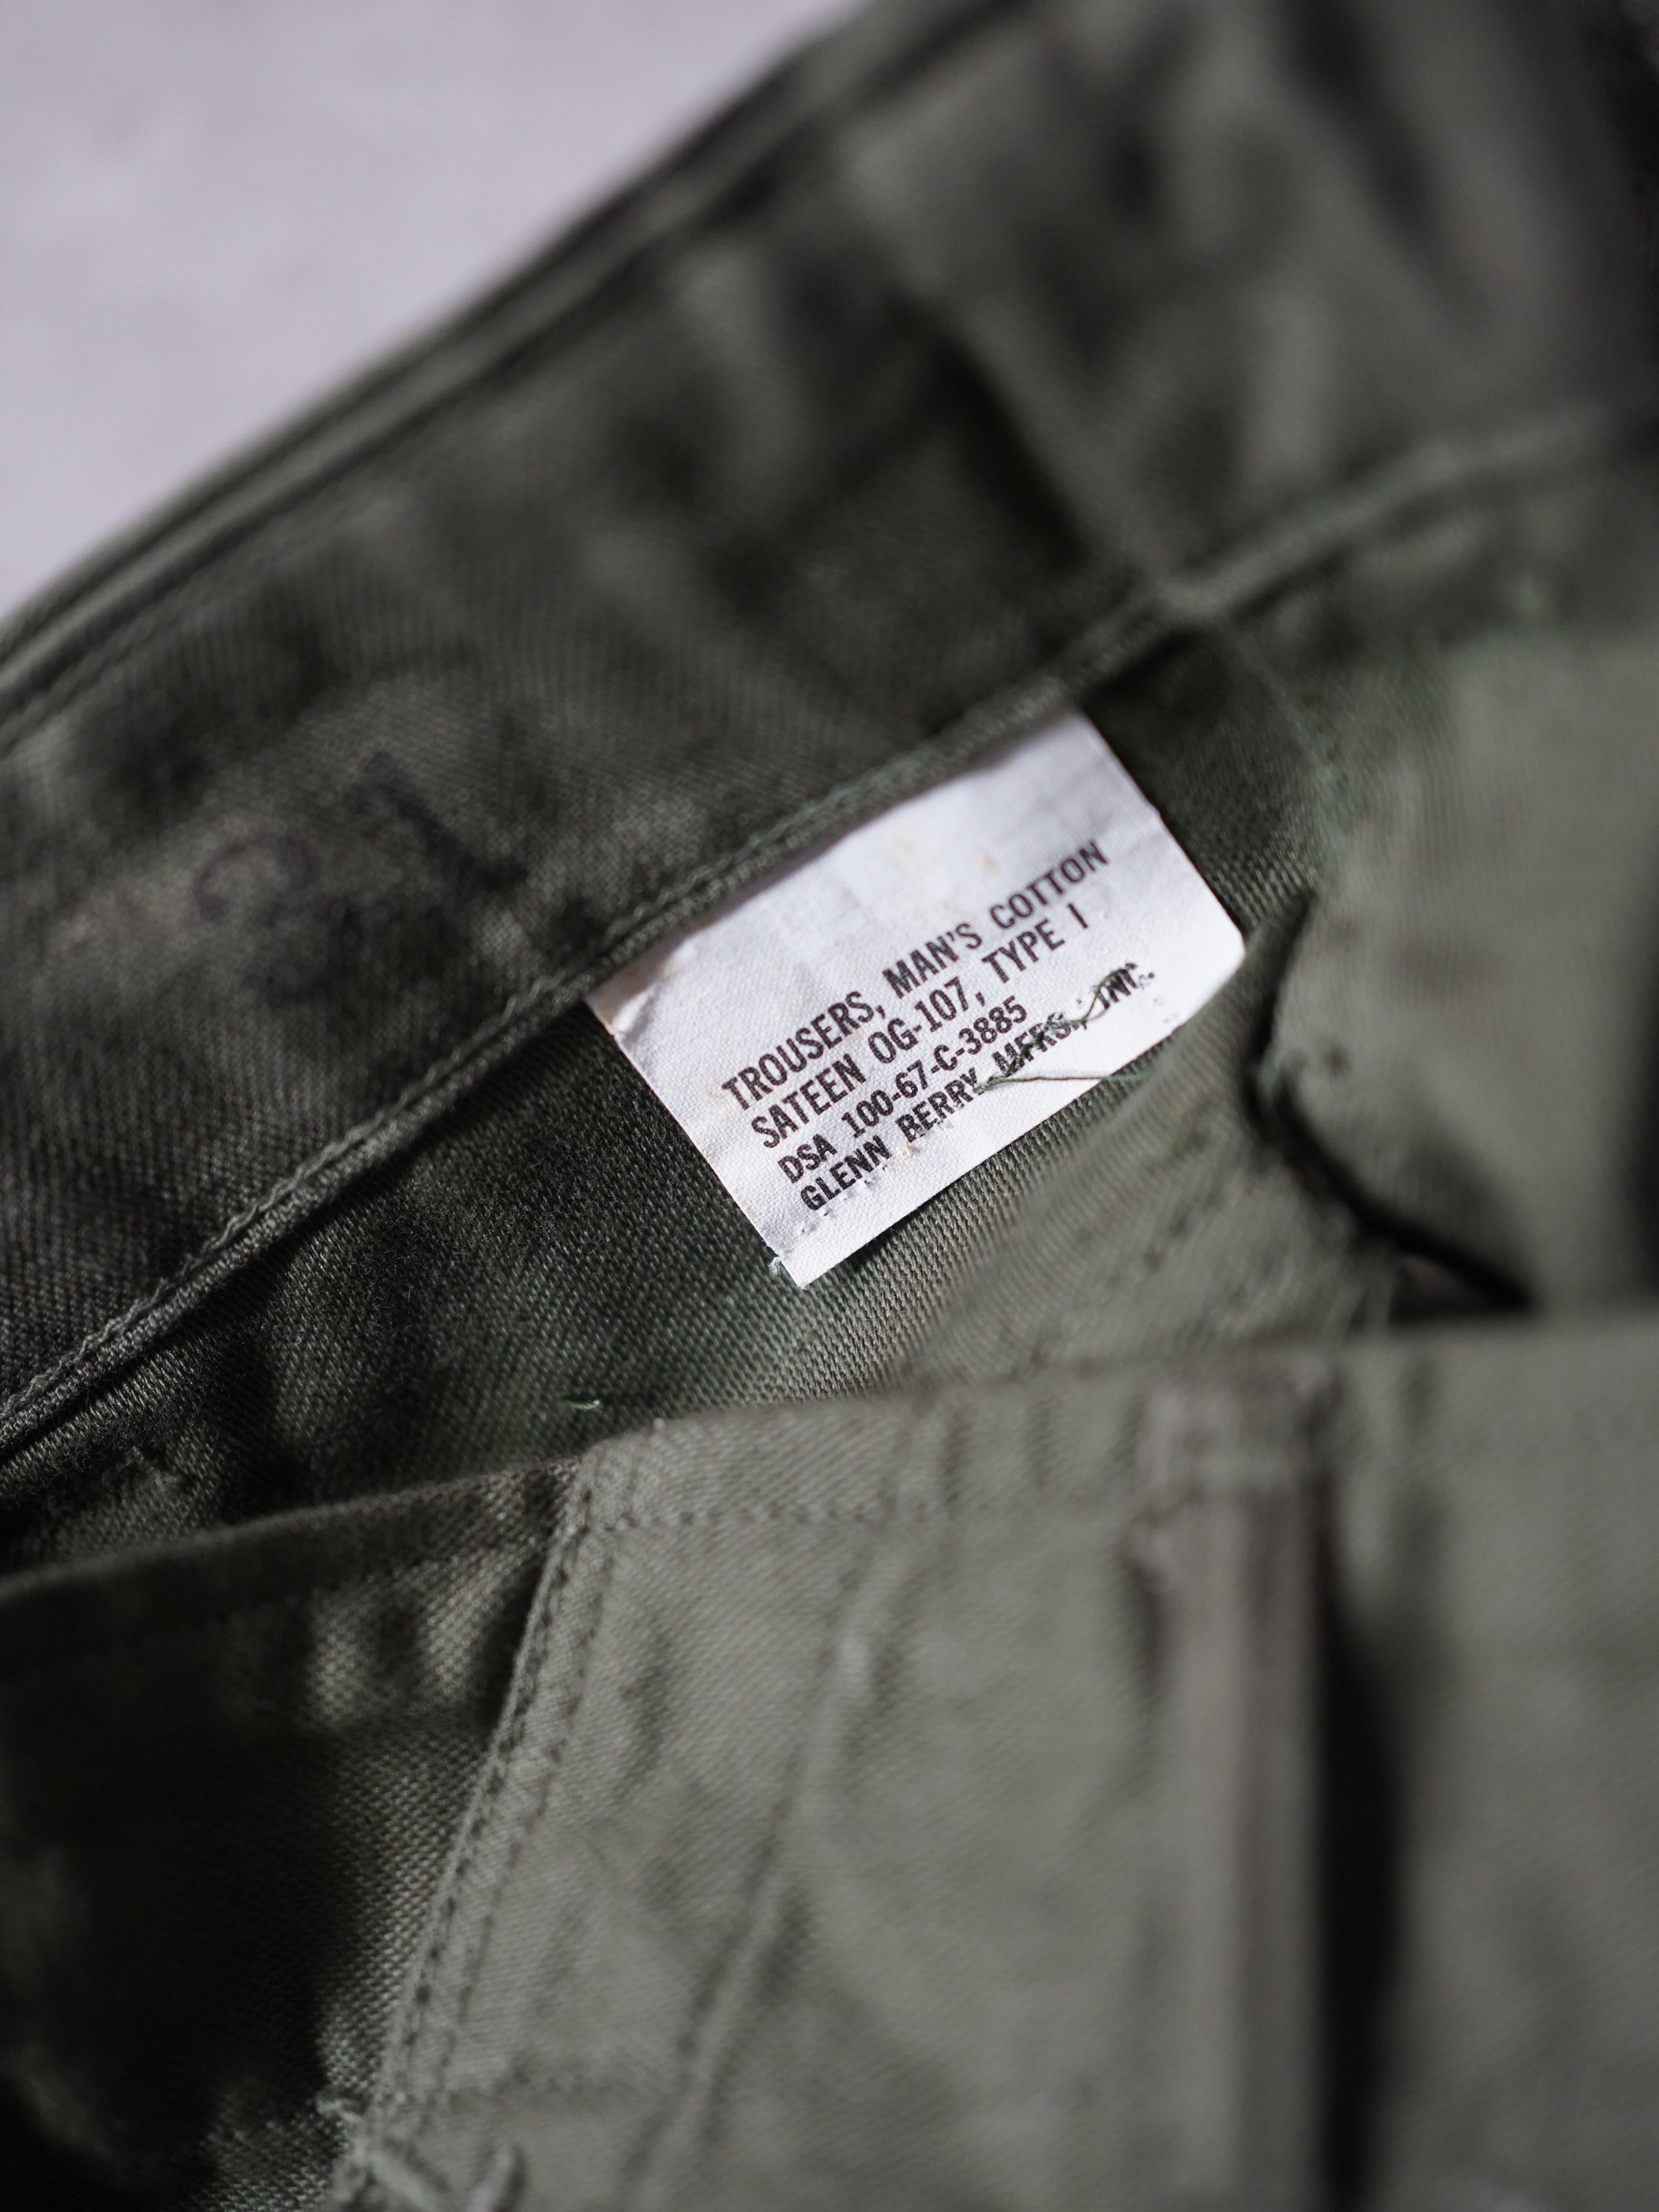 TROUSERS, MAN'S COTTON
SATEEN OG-107, TYPE I
DSA 100-67-C-3885
GLENN BERRY MFRS., INC.